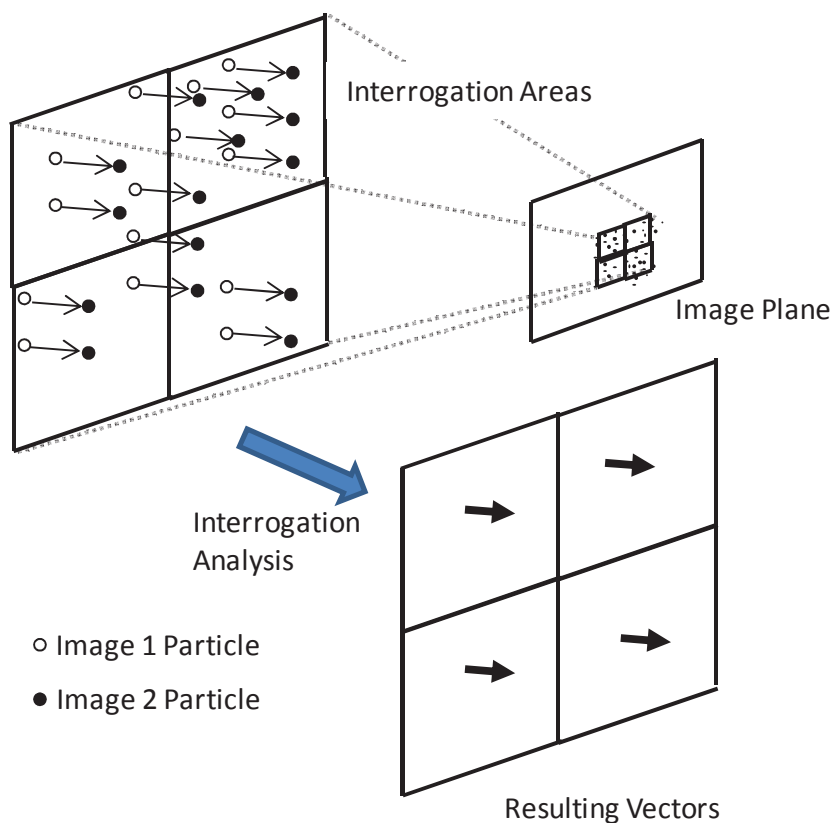 Interrogation Areas
Image Plane
Interrogation
Analysis
Image 1 Particle
Image 2 Particle
Resulting Vectors